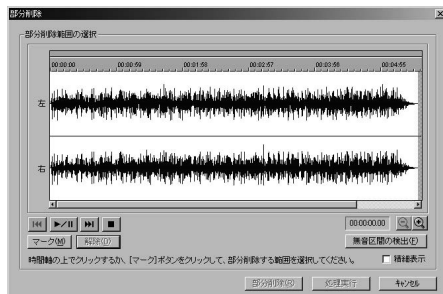 部分削除
部分削除範囲の選択
00:00:00 00:00:59 00:01:58 00:02:57 00:03:56 00:04:55
左
右
00:00:00.00
マーク(M) 解除(D) 無音区間の検出(F)
時間軸の上でクリックするか、[マーク]ボタンをクリックして、部分削除する範囲を選択してください。 精細表示
部分削除(R) 処理実行 キャンセル